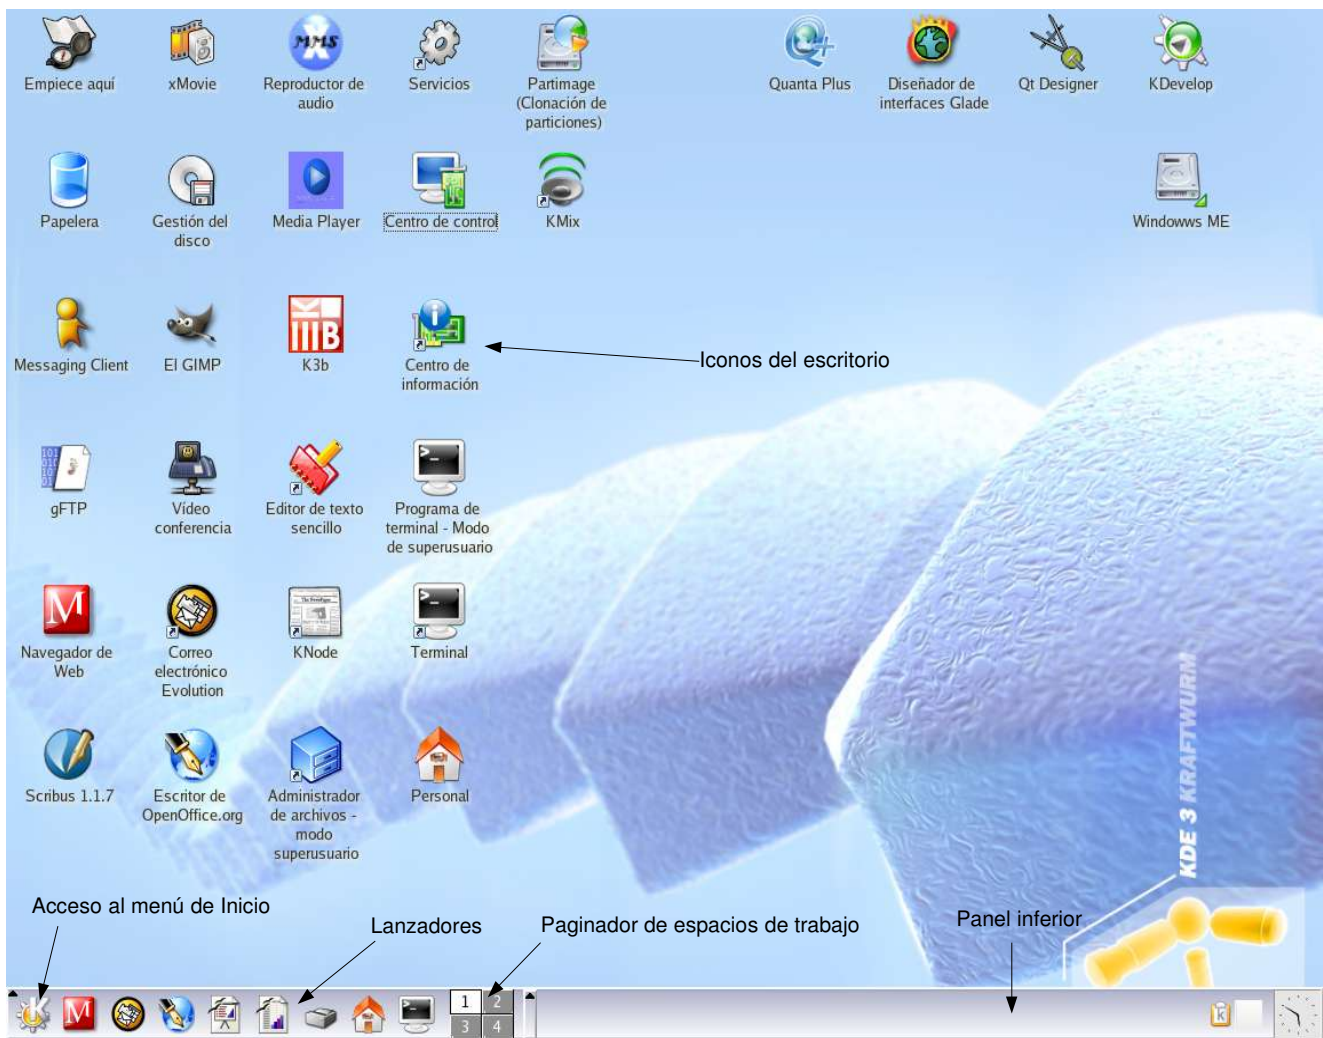 Empiece aquí
xMovie
MMS
Reproductor de
audio
Servicios
Partimage
(Clonación de
particiones)
Quanta Plus
Diseñador de
interfaces Glade
Qt Designer
KDevelop
Papelera
Gestión del
disco
Media Player
Centro de control
KMix
Windowws ME
Messaging Client
El GIMP
K3b
Centro de
información
Iconos del escritorio
gFTP
Vídeo
conferencia
Editor de texto
sencillo
Programa de
terminal - Modo
de superusuario
Navegador de
Web
Correo
electrónico
Evolution
KNode
Terminal
Scribus 1.1.7
Escritor de
OpenOffice.org
Administrador
de archivos -
modo
superusuario
Personal
KDE 3 KRAFTWURM
Acceso al menú de Inicio
Lanzadores
Paginador de espacios de trabajo
Panel inferior
1 2
3 4